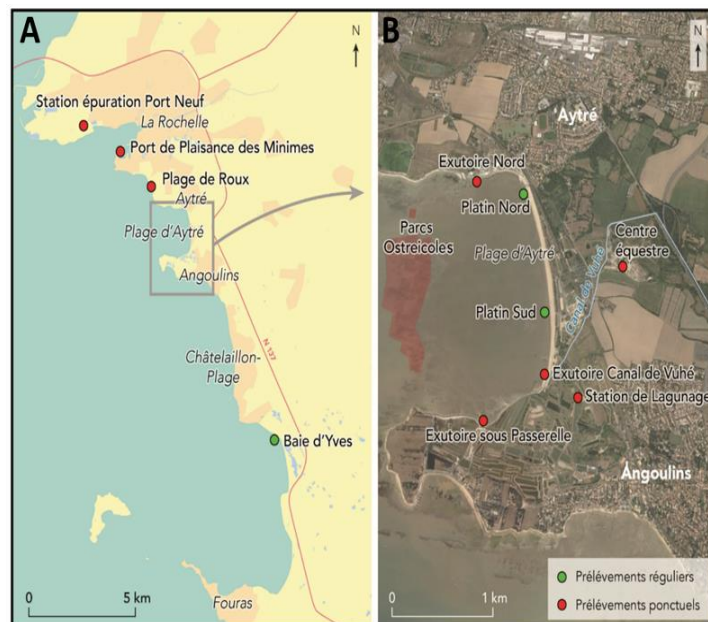 A
N
Station épuration Port Neuf
La Rochelle
Port de Plaisance des Minimes
Plage de Roux
Aytré
Plage d'Aytré
Angoulins
Châtelaillon-
Plage
N 137
Baie d'Yves
Fouras
0 5 km
B
N
Aytré
Exutoire Nord
Platin Nord
Parcs
Ostreicoles
Plage d'Aytré
Centre
équestre
Canal de Vuhé
Platin Sud
Exutoire Canal de Vuhé
Station de Lagunage
Exutoire sous Passerelle
Angoulins
0 1 km
Prélévements réguliers
Prélévements ponctuels